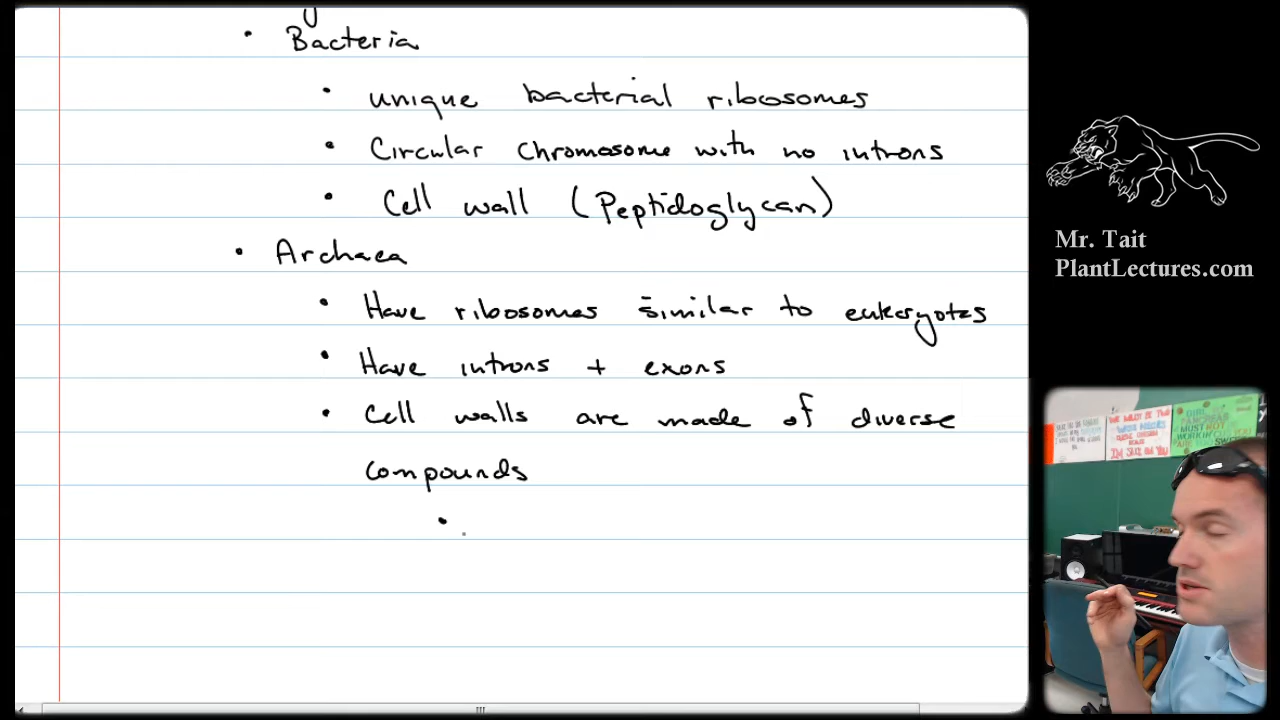 • Bacteria
• unique bacterial ribosomes
• Circular chromosome with no introns
• Cell wall (Peptidoglycan)
• Archaea
• Have ribosomes similar to eukaryotes
• Have introns + exons
• Cell walls are made of diverse
compounds
•
Mr. Tait
PlantLectures.com